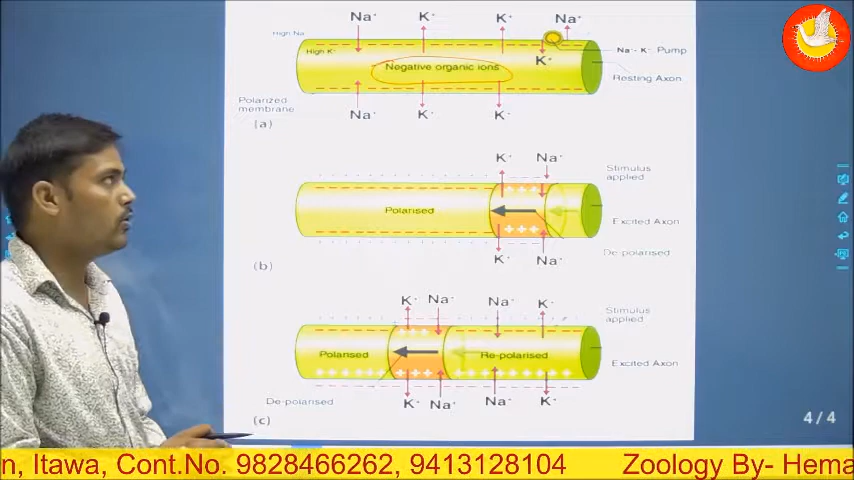 Na⁺ K⁺ K⁺ Na⁺
High Na
High K⁺
Na⁺- K⁺ Pump
K⁺
Negative organic ions
Resting Axon
Polarized
membrane
Na⁺ K⁺ K⁺
(a)
K⁺ Na⁺
Stimulus
applied
Polarised
Excited Axon
K⁺ Na⁺
De-polarised
(b)
K⁺ Na⁺ Na⁺ K⁺
Stimulus
applied
Polarised Re-polarised
Excited Axon
De-polarised
K⁺ Na⁺ Na⁺ K⁺
(c)
4/4
n, Itawa, Cont.No. 9828466262, 9413128104 Zoology By- Hema